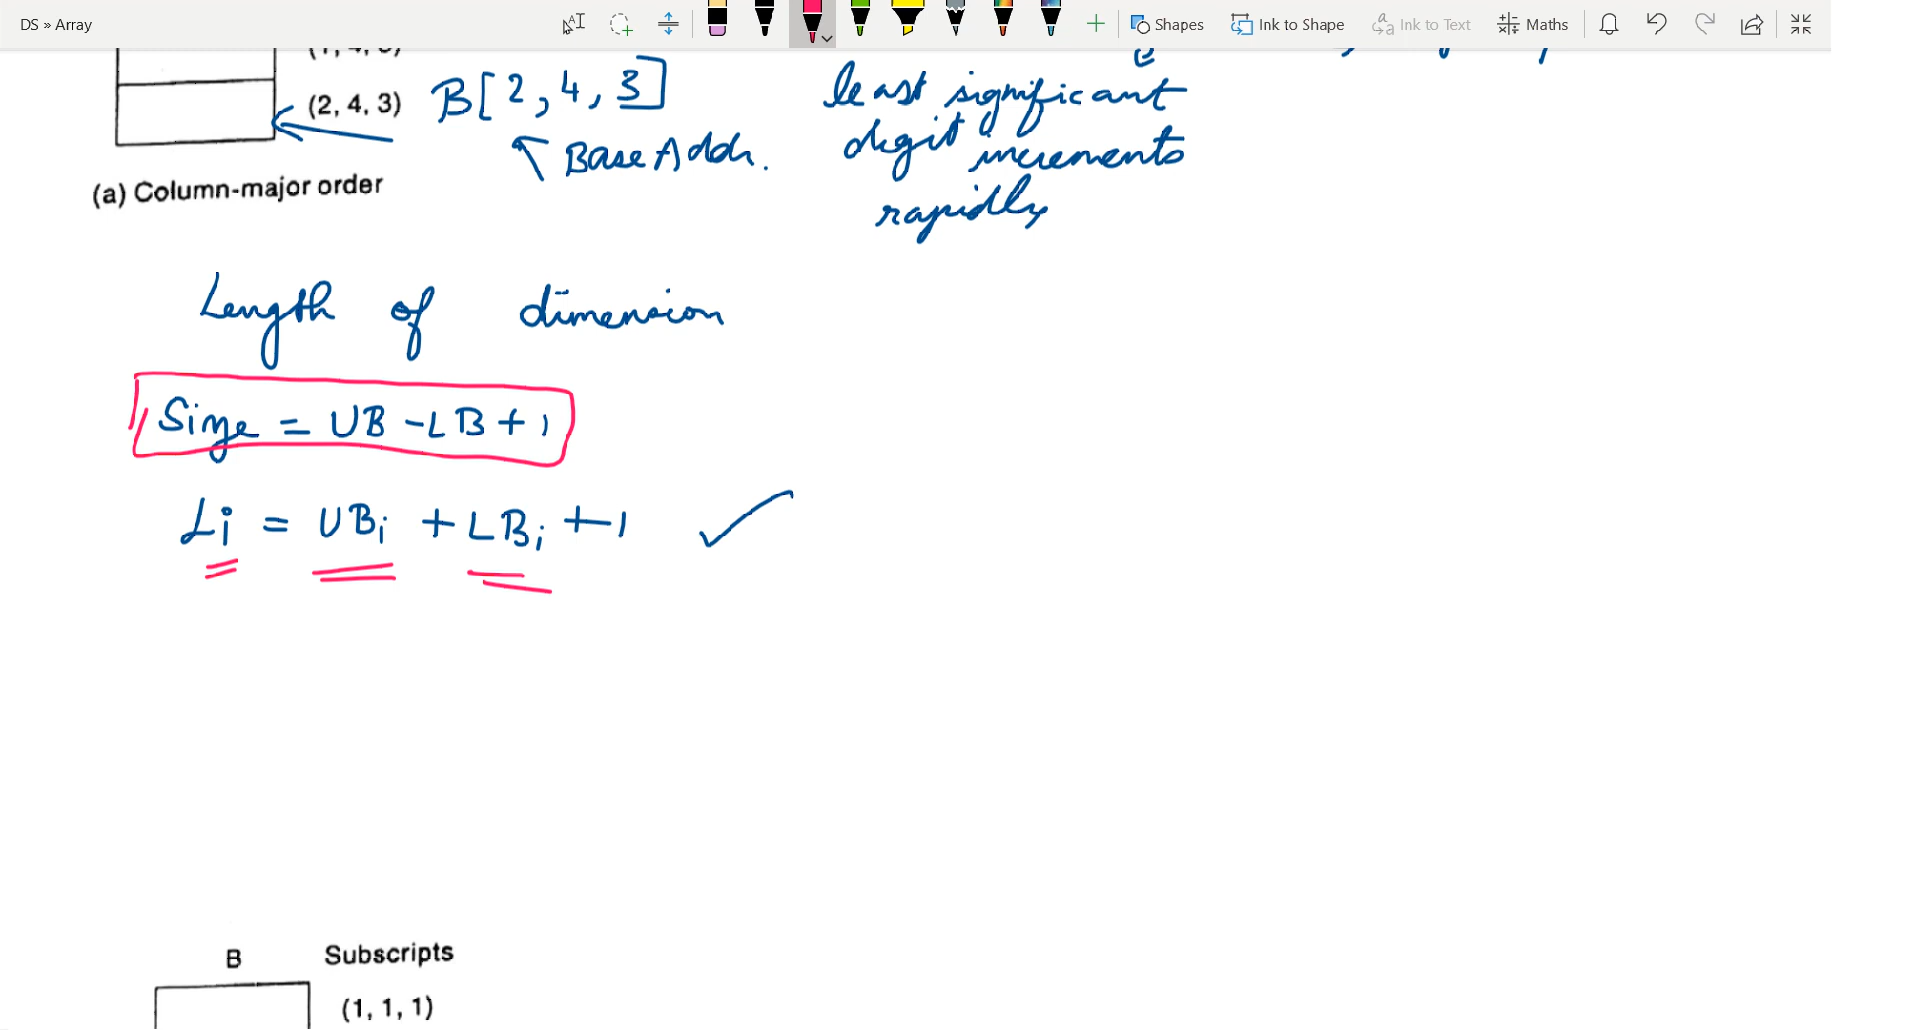 DS » Array
Shapes
Ink to Shape
Ink to Text
Maths
(2, 4, 3)
B[2, 4, 3]
Base Addr.
least significant
digit increments
rapidly
(a) Column-major order
Length of dimension
Size = UB - LB + 1
Li = UBi + LBi + 1
B Subscripts
(1, 1, 1)